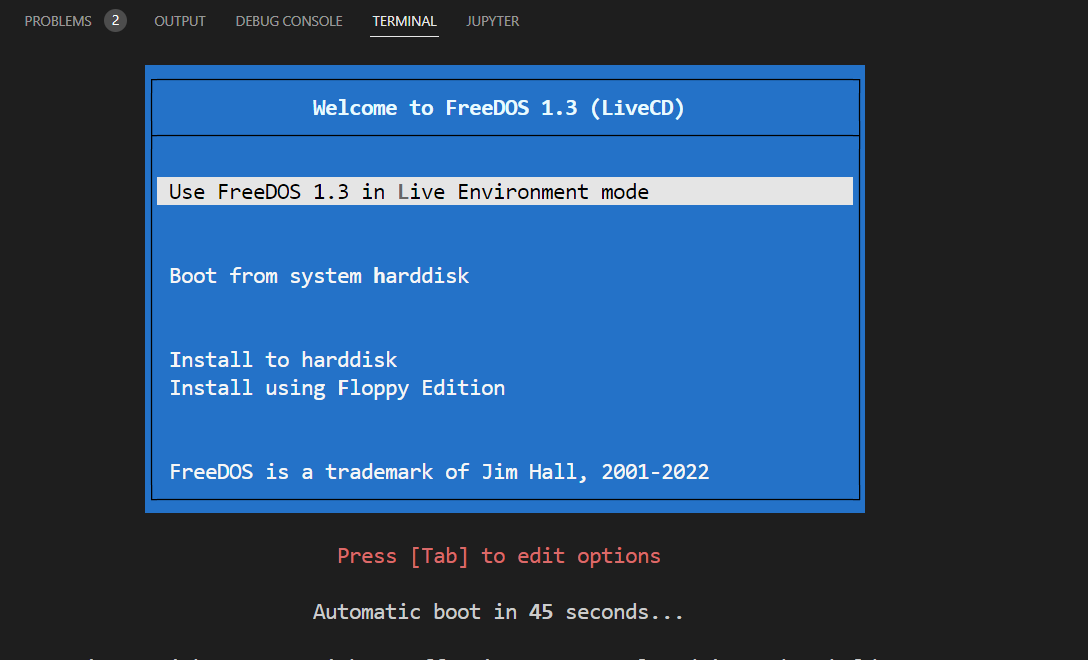 PROBLEMS 2 OUTPUT DEBUG CONSOLE TERMINAL JUPYTER
Welcome to FreeDOS 1.3 (LiveCD)
Use FreeDOS 1.3 in Live Environment mode
Boot from system harddisk
Install to harddisk
Install using Floppy Edition
FreeDOS is a trademark of Jim Hall, 2001-2022
Press [Tab] to edit options
Automatic boot in 45 seconds...